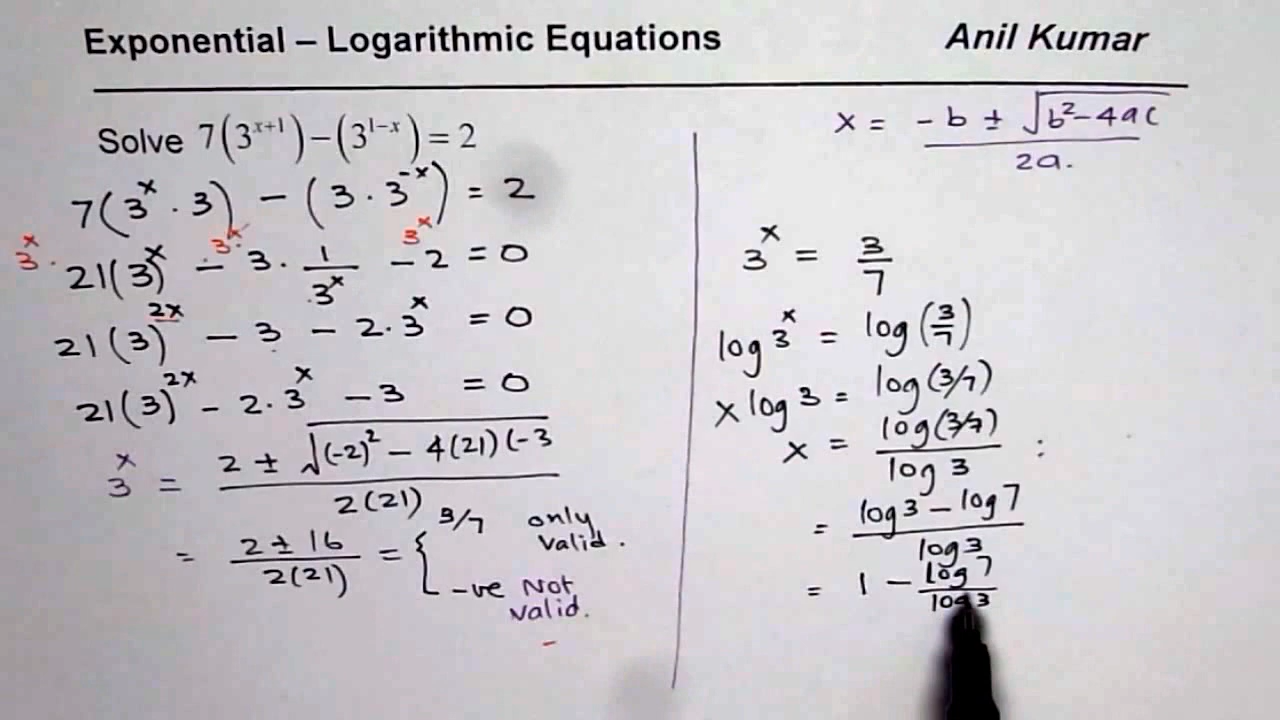 Exponential – Logarithmic Equations Anil Kumar
Solve 7(3^(x+1)) − (3^(1−x)) = 2
7(3^x · 3) − (3 · 3^(−x)) = 2
3^x · 3^x · 3^x
21(3)^x − 3 · 1/3^x − 2 = 0
21(3)^(2x) − 3 − 2·3^x = 0
21(3)^(2x) − 2·3^x − 3 = 0
3^x = (2 ± √((-2)² − 4(21)(-3)/(2(21))
= (2 ± 16)/(2(21)) = { 3/7 only valid.
-ve Not valid.
x = (-b ± √(b² − 4ac))/(2a.)
3^x = 3/7
log 3^x = log(3/7)
x log 3 = log(3/7)
x = log(3/7)/log 3 :
= (log 3 − log 7)/log 3
= 1 − log 7/log 3